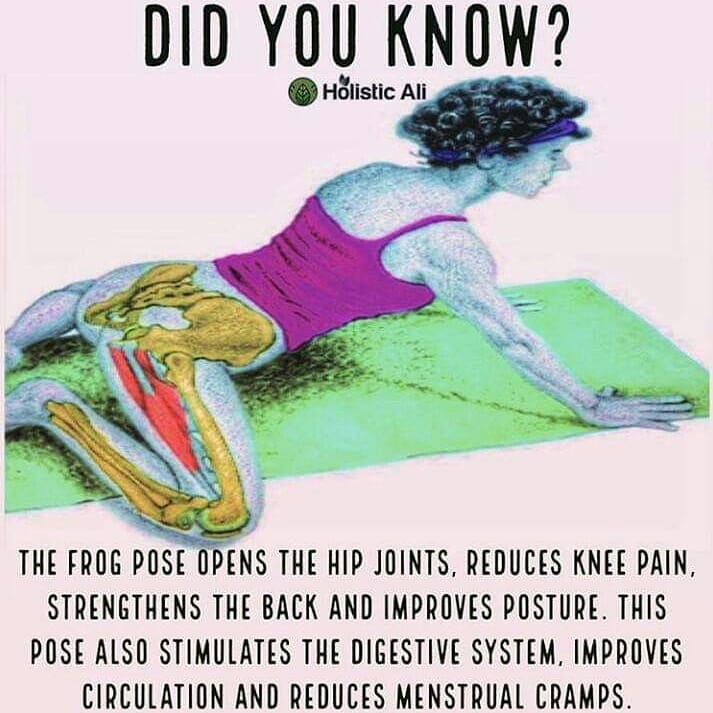 DID YOU KNOW?
Holistic Ali
THE FROG POSE OPENS THE HIP JOINTS, REDUCES KNEE PAIN,
STRENGTHENS THE BACK AND IMPROVES POSTURE. THIS
POSE ALSO STIMULATES THE DIGESTIVE SYSTEM, IMPROVES
CIRCULATION AND REDUCES MENSTRUAL CRAMPS.